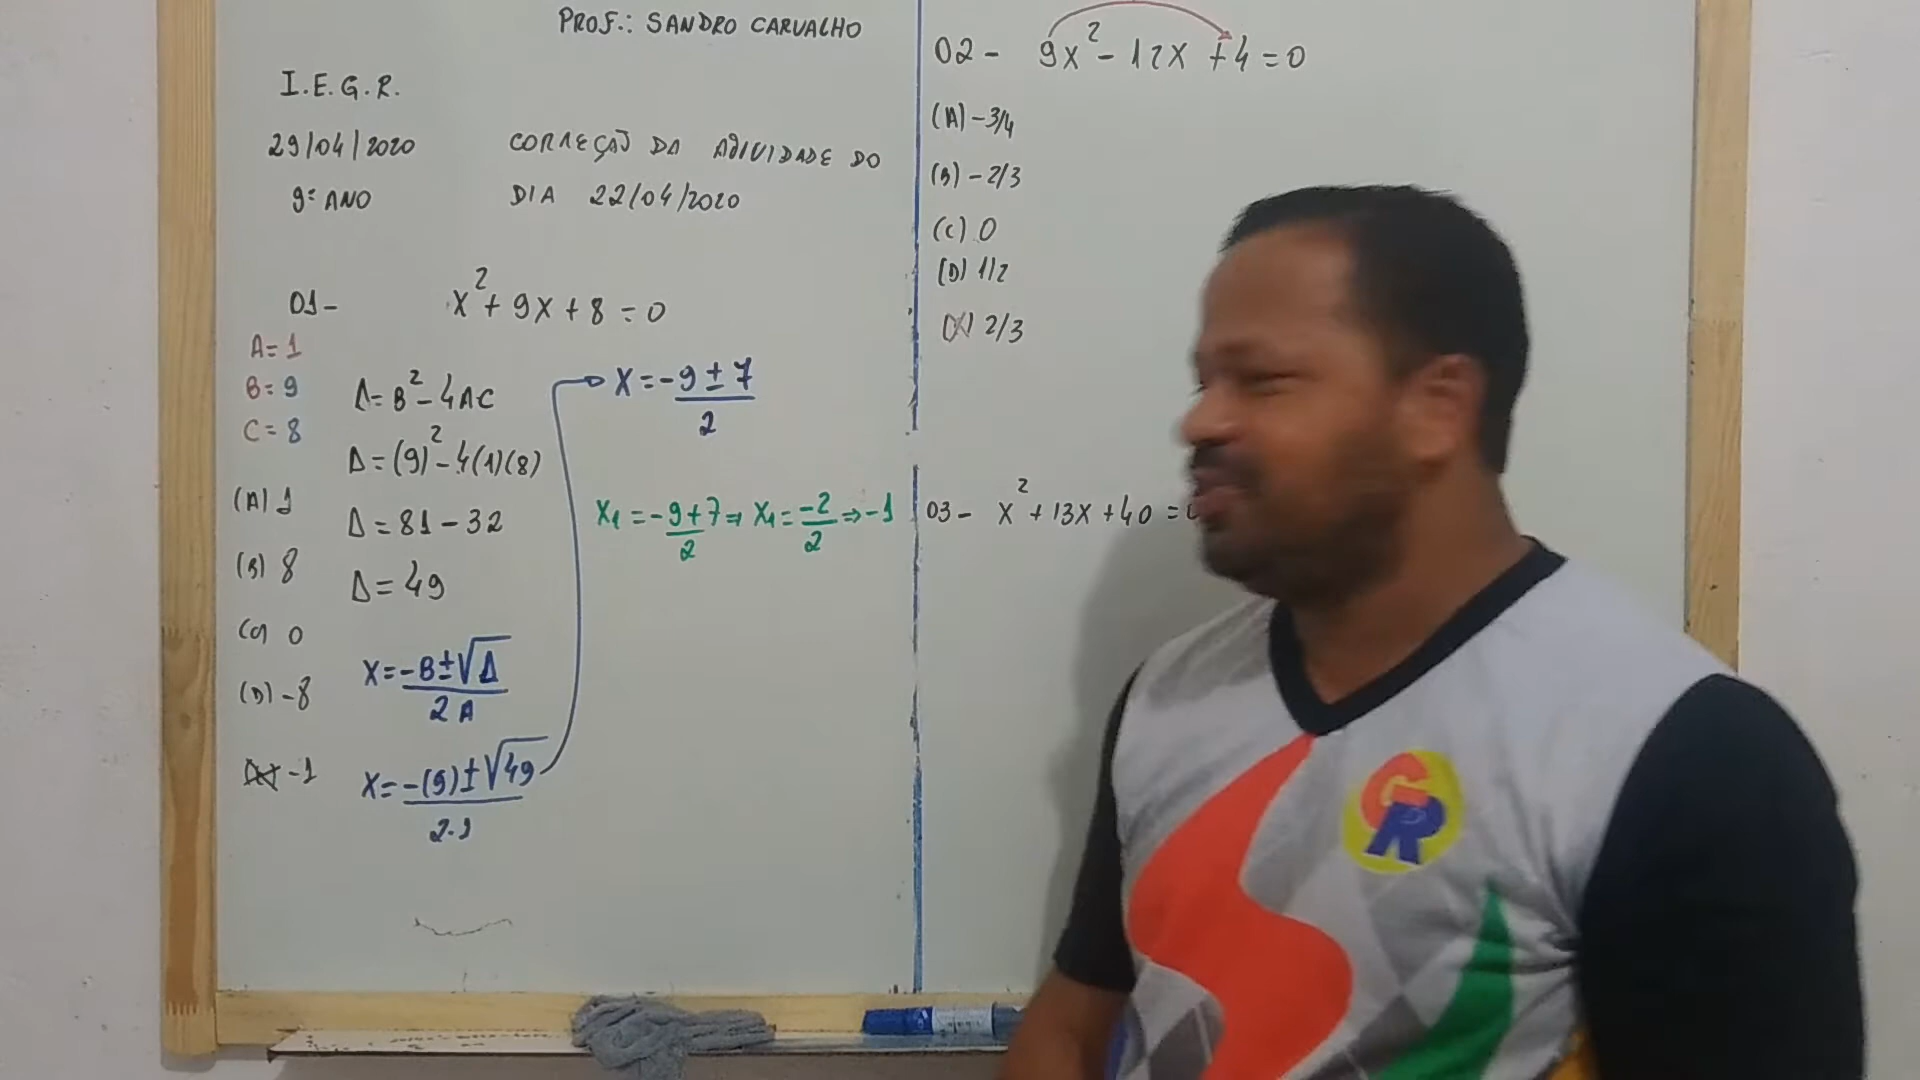 PROF.: SANDRO CARVALHO
I.E.G.R.
29/04/2020
9º ANO
CORREÇÃO DA ATIVIDADE DO
DIA 22/04/2020
01- x²+9x+8=0
A=1
B=9
C=8
(A) 1
(B) 8
(C) 0
(D) -8
-1
Δ=B²-4AC
Δ=(9)²-4(1)(8)
Δ=81-32
Δ=49
X=-B±√Δ/2A
X=-(9)±√49/2.1
X=-9±7/2
X₁=-9+7/2⇒X₁=-2/2⇒-1
02- 9x²-12x+4=0
(A) -3/4
(B) -2/3
(C) 0
(D) 1/2
2/3
03- x²+13x+40=0
GR